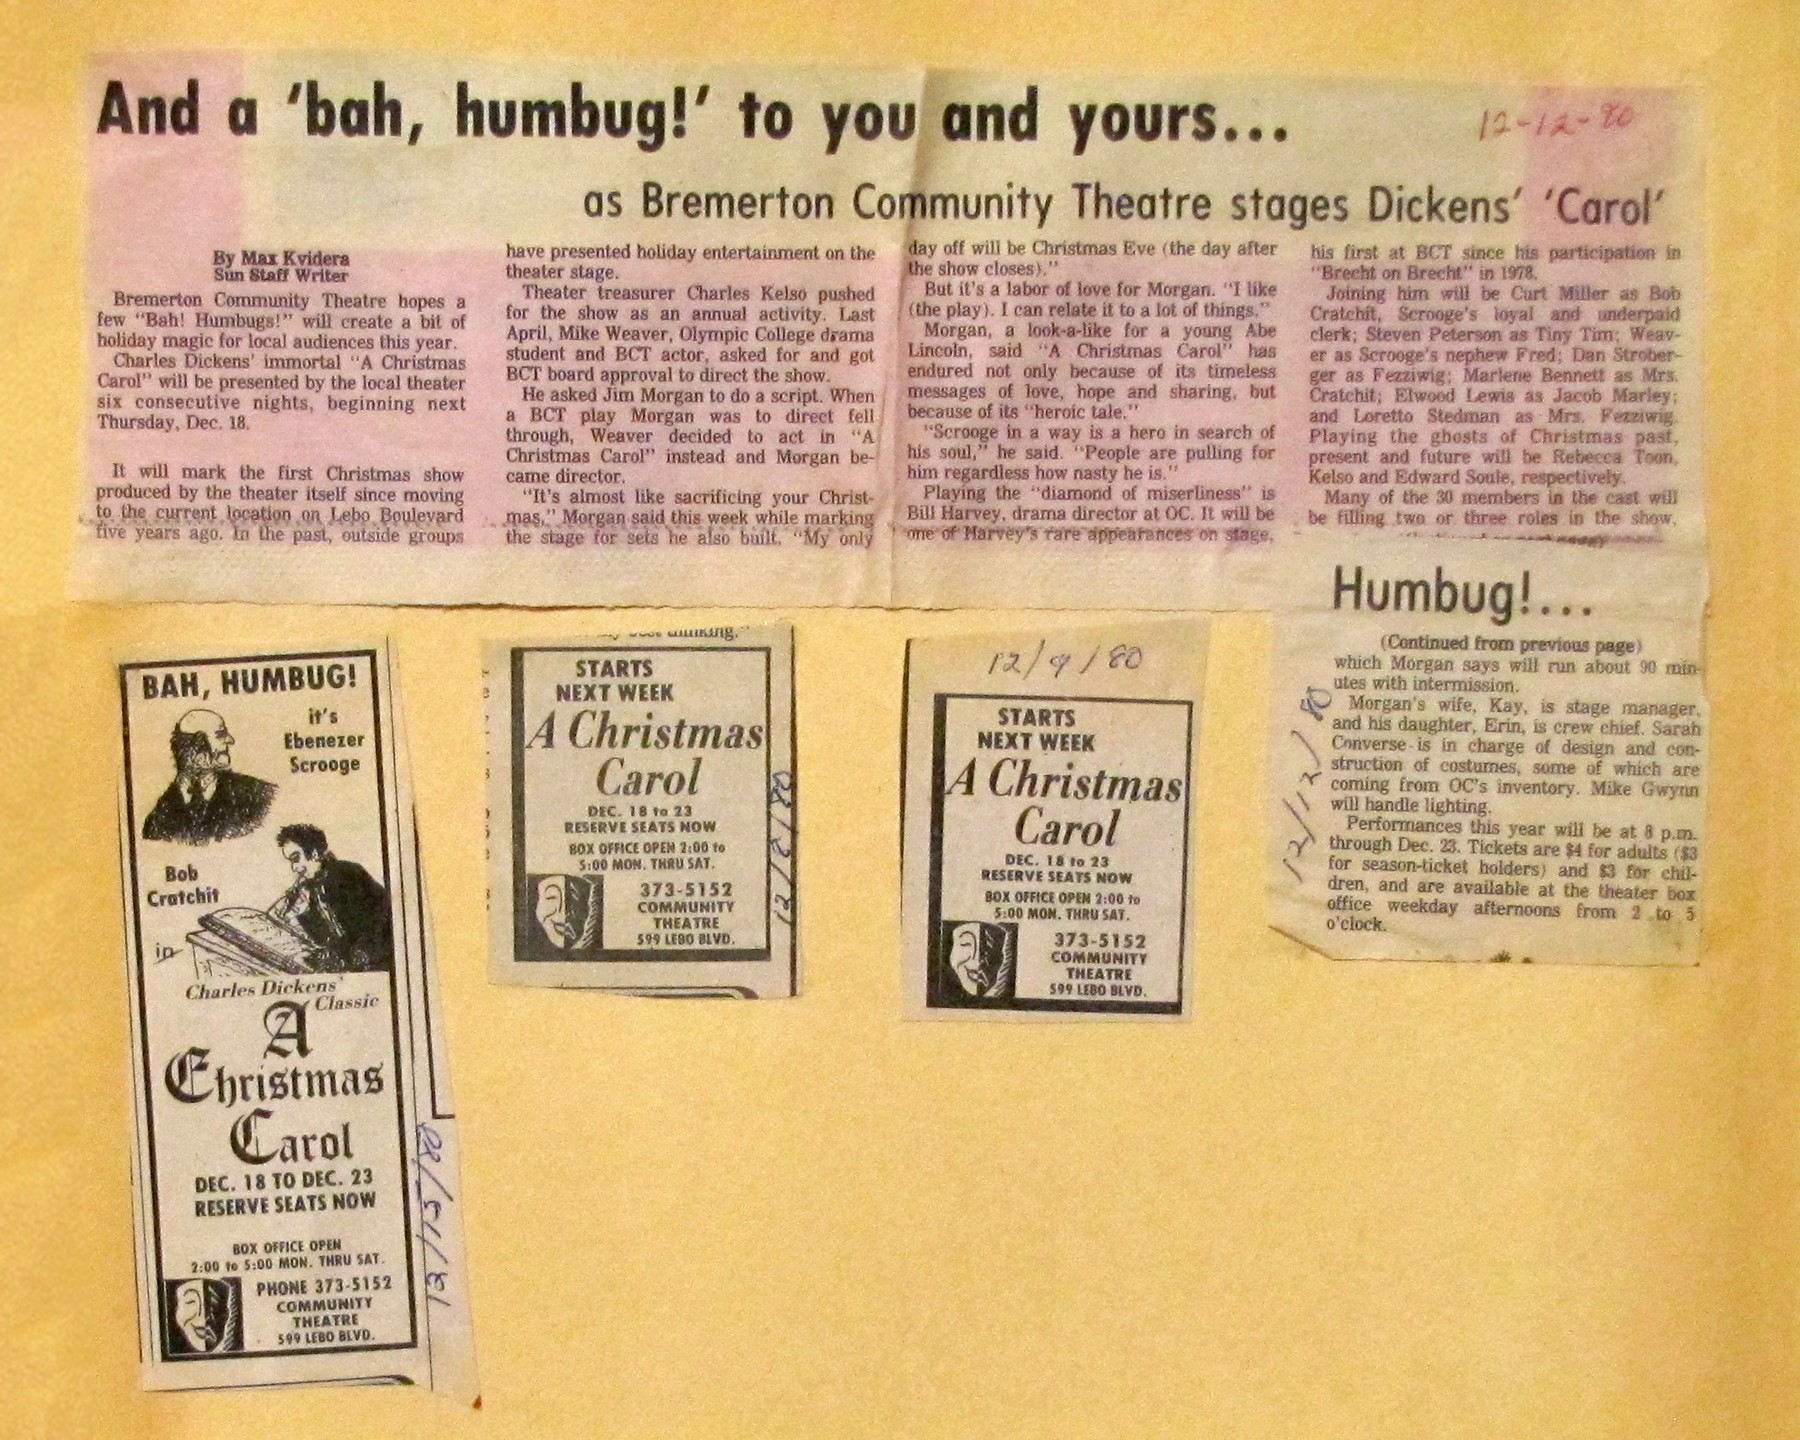 And a 'bah, humbug!' to you and yours...
12-12-80
as Bremerton Community Theatre stages Dickens' 'Carol'
By Max Kvidera
Sun Staff Writer
Bremerton Community Theatre hopes a
few "Bah! Humbugs!" will create a bit of
holiday magic for local audiences this year.
Charles Dickens' immortal "A Christmas
Carol" will be presented by the local theater
six consecutive nights, beginning next
Thursday, Dec. 18.
It will mark the first Christmas show
produced by the theater itself since moving
to the current location on Lebo Boulevard
five years ago. In the past, outside groups
have presented holiday entertainment on the
theater stage.
Theater treasurer Charles Kelso pushed
for the show as an annual activity. Last
April, Mike Weaver, Olympic College drama
student and BCT actor, asked for and got
BCT board approval to direct the show.
He asked Jim Morgan to do a script. When
a BCT play Morgan was to direct fell
through, Weaver decided to act in "A
Christmas Carol" instead and Morgan be-
came director.
"It's almost like sacrificing your Christ-
mas," Morgan said this week while marking
the stage for sets he also built. "My only
day off will be Christmas Eve (the day after
the show closes)."
But it's a labor of love for Morgan. "I like
(the play). I can relate it to a lot of things."
Morgan, a look-a-like for a young Abe
Lincoln, said "A Christmas Carol" has
endured not only because of its timeless
messages of love, hope and sharing, but
because of its "heroic tale."
"Scrooge in a way is a hero in search of
his soul," he said. "People are pulling for
him regardless how nasty he is."
Playing the "diamond of miserliness" is
Bill Harvey, drama director at OC. It will be
one of Harvey's rare appearances on stage,
his first at BCT since his participation in
"Brecht on Brecht" in 1978.
Joining him will be Curt Miller as Bob
Cratchit, Scrooge's loyal and underpaid
clerk; Steven Peterson as Tiny Tim; Weav-
er as Scrooge's nephew Fred; Dan Strober-
ger as Fezziwig; Marlene Bennett as Mrs.
Cratchit; Elwood Lewis as Jacob Marley;
and Loretto Stedman as Mrs. Fezziwig.
Playing the ghosts of Christmas past,
present and future will be Rebecca Toon,
Kelso and Edward Soule, respectively.
Many of the 30 members in the cast will
be filling two or three roles in the show,
Humbug!...
(Continued from previous page)
which Morgan says will run about 90 min-
utes with intermission.
Morgan's wife, Kay, is stage manager,
and his daughter, Erin, is crew chief. Sarah
Converse is in charge of design and con-
struction of costumes, some of which are
coming from OC's inventory. Mike Gwynn
will handle lighting.
Performances this year will be at 8 p.m.
through Dec. 23. Tickets are $4 for adults ($3
for season-ticket holders) and $3 for chil-
dren, and are available at the theater box
office weekday afternoons from 2 to 5
o'clock.
12/12/80
BAH, HUMBUG!
it's
Ebenezer
Scrooge
Bob
Cratchit
in
Charles Dickens'
Classic
A
Christmas
Carol
DEC. 18 TO DEC. 23
RESERVE SEATS NOW
BOX OFFICE OPEN
2:00 to 5:00 MON. THRU SAT.
PHONE 373-5152
COMMUNITY
THEATRE
599 LEBO BLVD.
thinking."
STARTS
NEXT WEEK
A Christmas
Carol
DEC. 18 to 23
RESERVE SEATS NOW
BOX OFFICE OPEN 2:00 to
5:00 MON. THRU SAT.
373-5152
COMMUNITY
THEATRE
599 LEBO BLVD.
12/9/80
STARTS
NEXT WEEK
A Christmas
Carol
DEC. 18 to 23
RESERVE SEATS NOW
BOX OFFICE OPEN 2:00 to
5:00 MON. THRU SAT.
373-5152
COMMUNITY
THEATRE
599 LEBO BLVD.